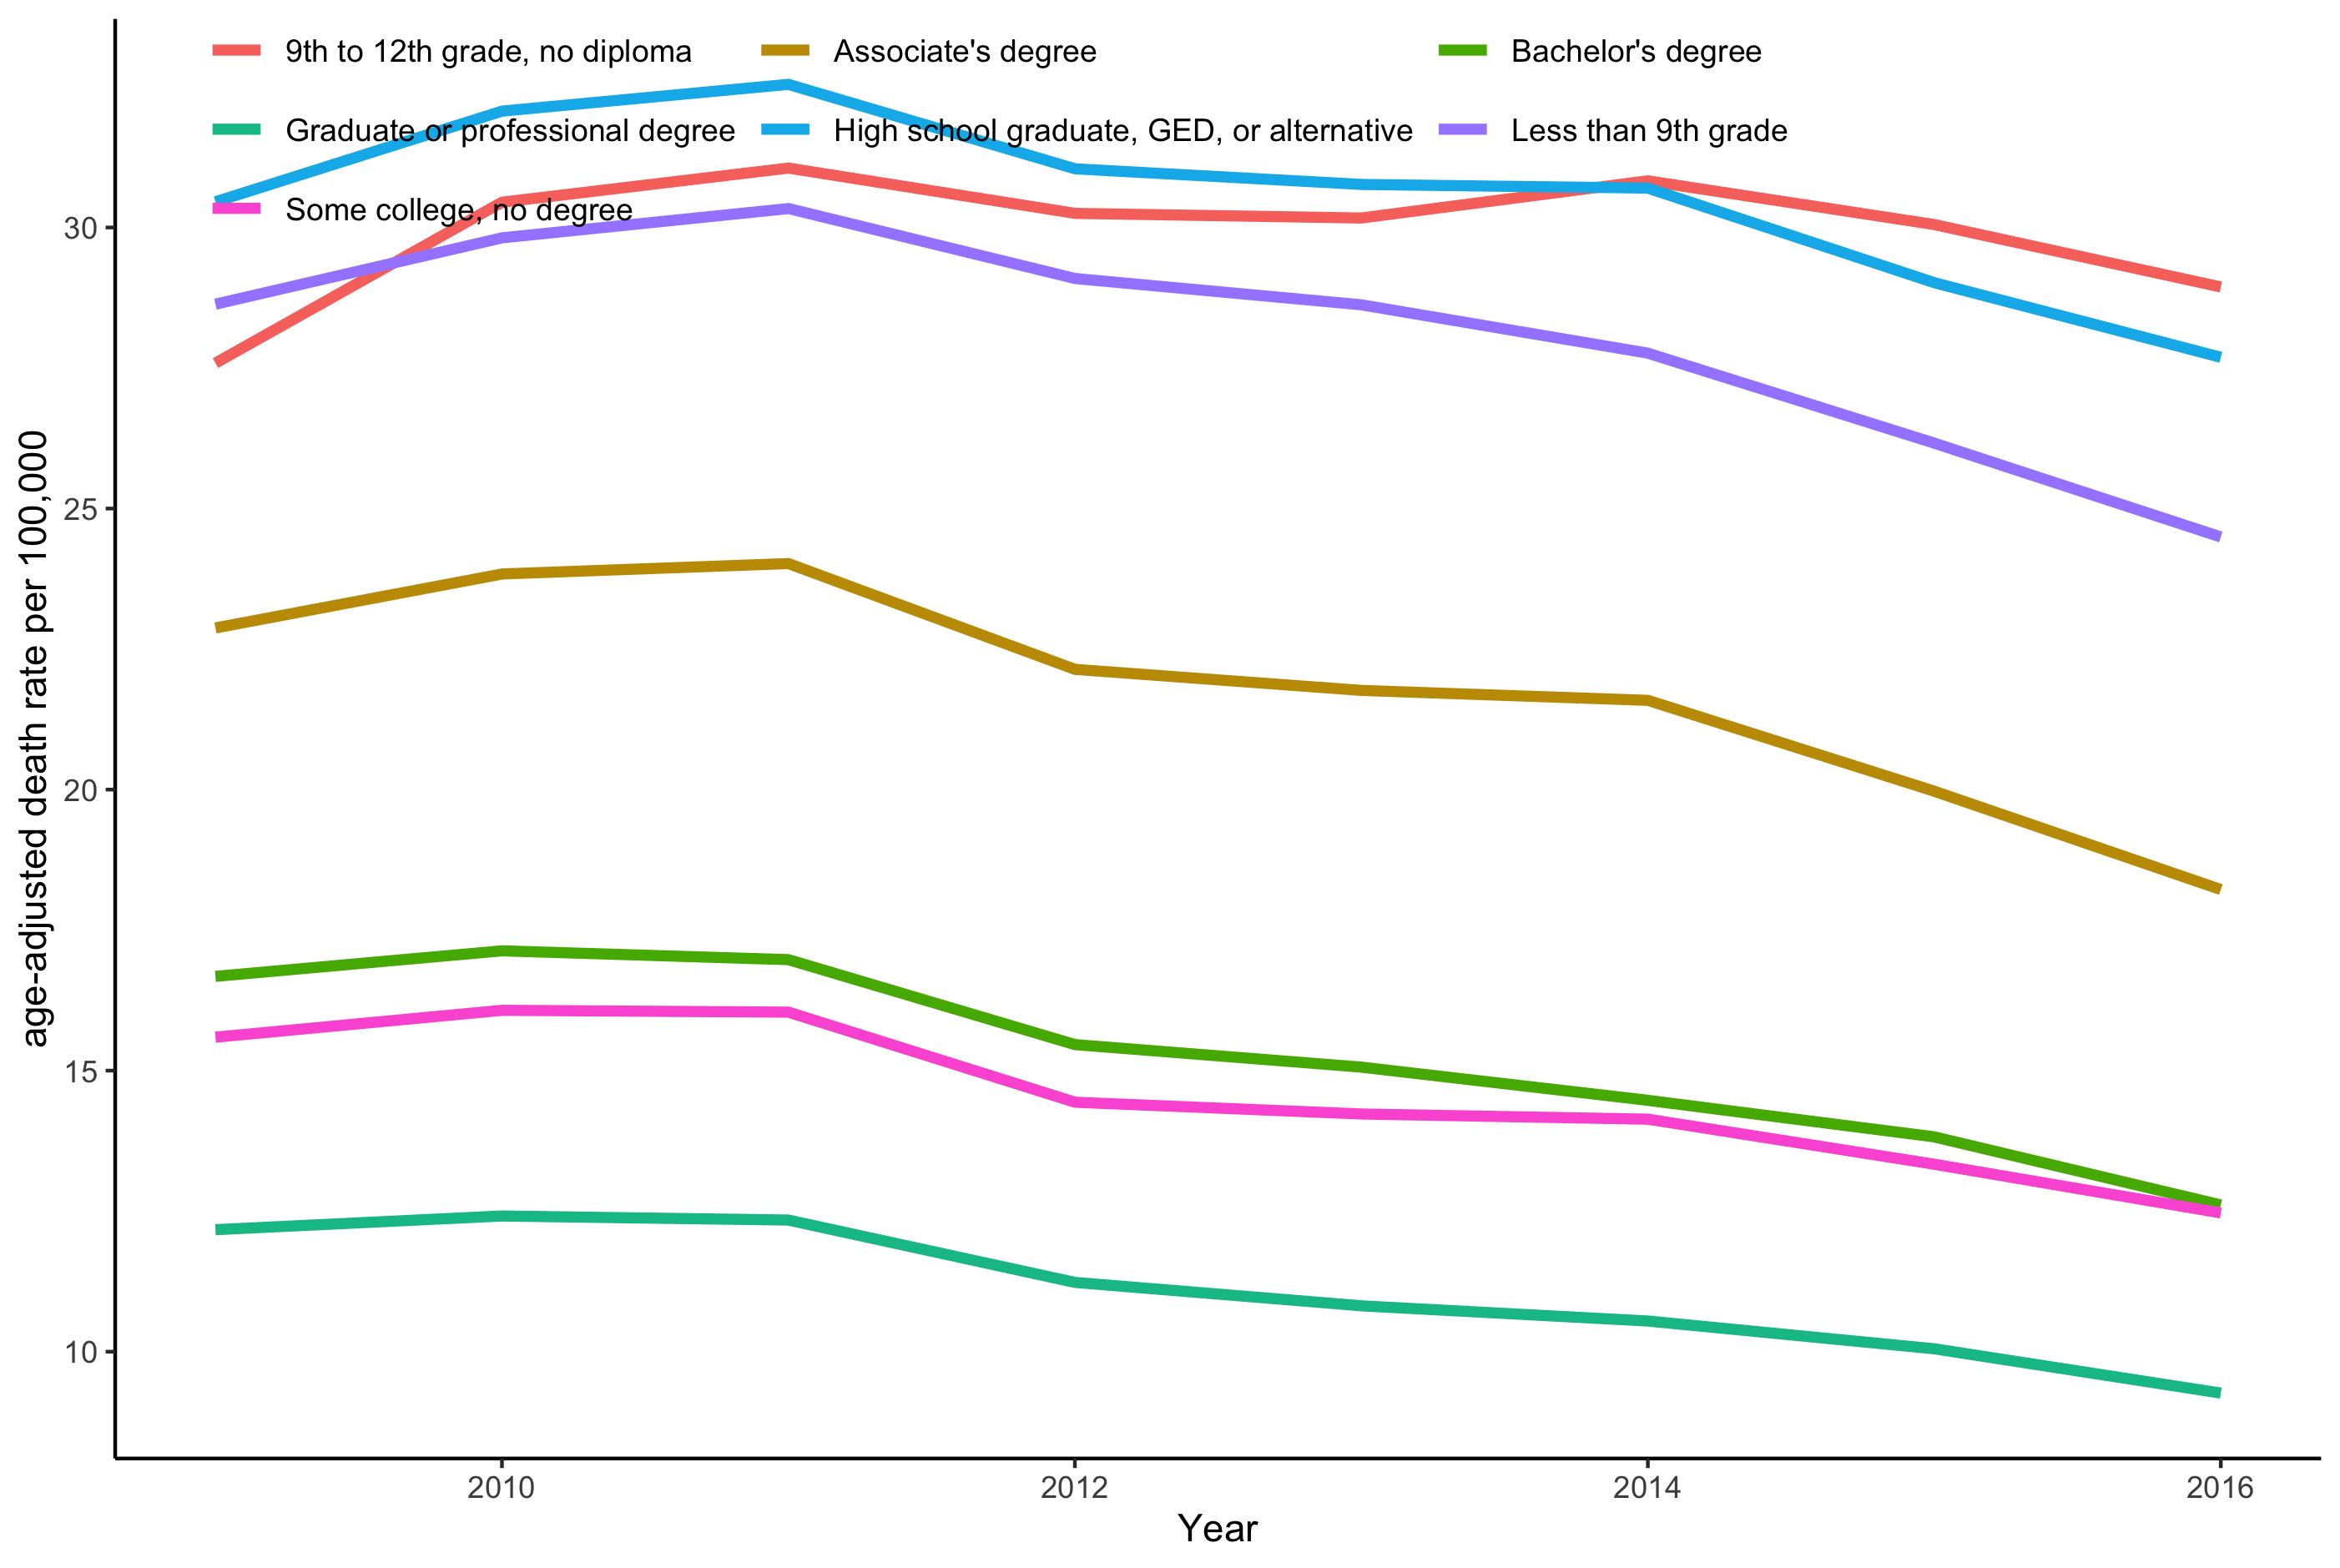 9th to 12th grade, no diploma
Associate's degree
Bachelor's degree
Graduate or professional degree
High school graduate, GED, or alternative
Less than 9th grade
Some college, no degree
age-adjusted death rate per 100,000
30
25
20
15
10
2010
2012
2014
2016
Year